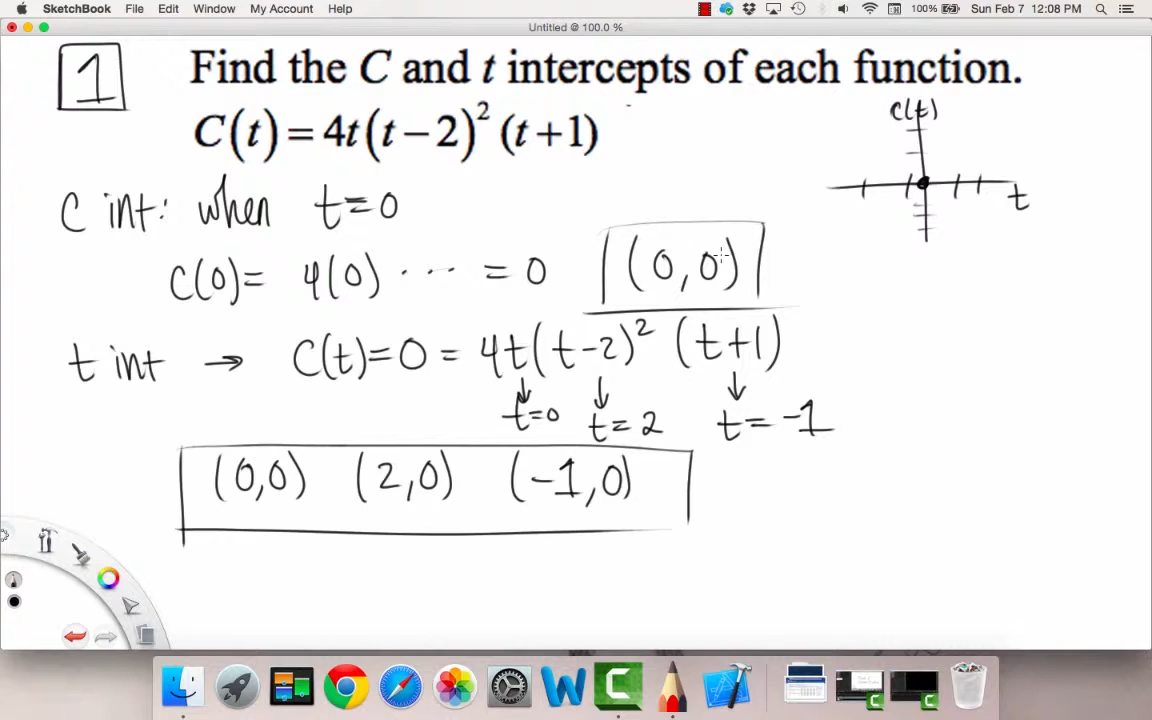 SketchBook File Edit Window My Account Help 100% Sun Feb 7 12:08 PM
Untitled @ 100.0 %
1 Find the C and t intercepts of each function.
C(t) = 4t(t−2)² (t+1)
C(t)
t
C int: when t=0
C(0)= 4(0) ··· ··· = 0 (0,0)
t int → C(t)=0 = 4t(t−2)² (t+1)
t=0 t=2 t=-1
(0,0) (2,0) (-1,0)